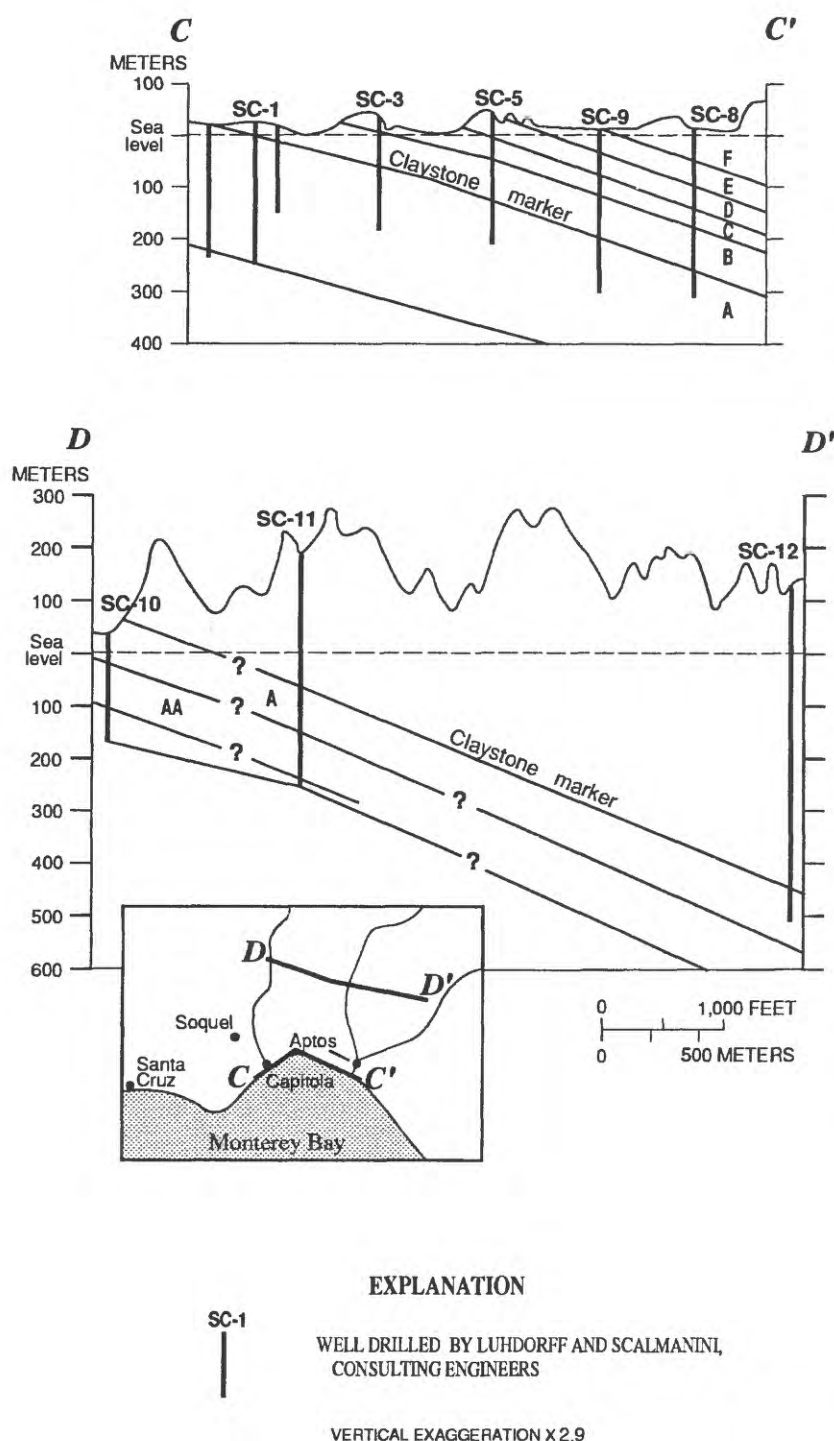 C
C'
METERS
100
Sea level
100
200
300
400
SC-1
SC-3
SC-5
SC-9
SC-8
Claystone marker
F
E
D
C
B
A
D
D'
METERS
300
200
100
Sea level
100
200
300
400
500
600
SC-10
SC-11
SC-12
?
?
?
AA
A
Claystone marker
?
?
D
D'
Soquel
Aptos
Santa Cruz
C
Capitola
C'
Monterey Bay
0 1,000 FEET
0 500 METERS
EXPLANATION
SC-1
WELL DRILLED BY LUHDORFF AND SCALMANINI,
CONSULTING ENGINEERS
VERTICAL EXAGGERATION X 2.9